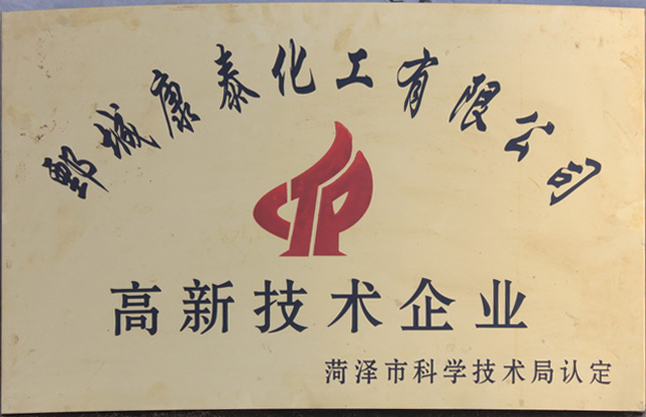 鄄城康泰化工有限公司
高新技术企业
菏泽市科学技术局认定